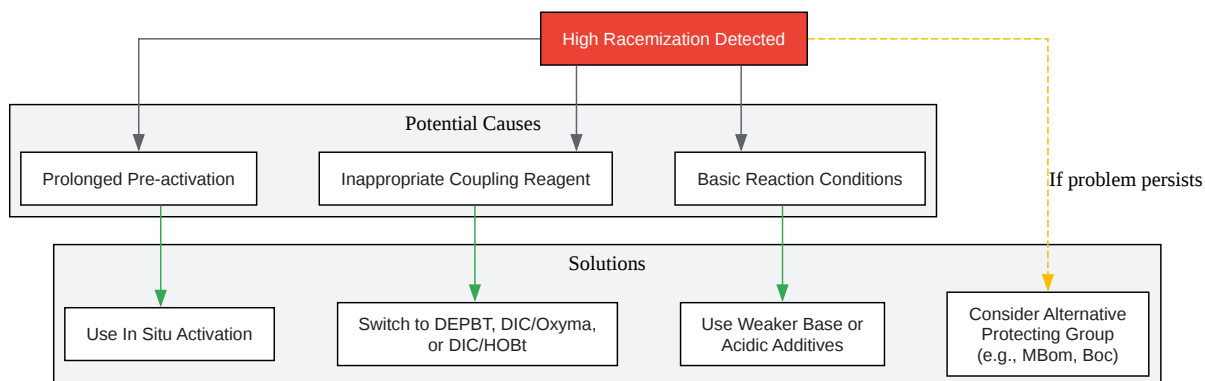 High Racemization Detected
Potential Causes
Prolonged Pre-activation
Inappropriate Coupling Reagent
Basic Reaction Conditions
If problem persists
Solutions
Use In Situ Activation
Switch to DEPBT, DIC/Oxyma,
or DIC/HOBt
Use Weaker Base or
Acidic Additives
Consider Alternative
Protecting Group
(e.g., MBom, Boc)